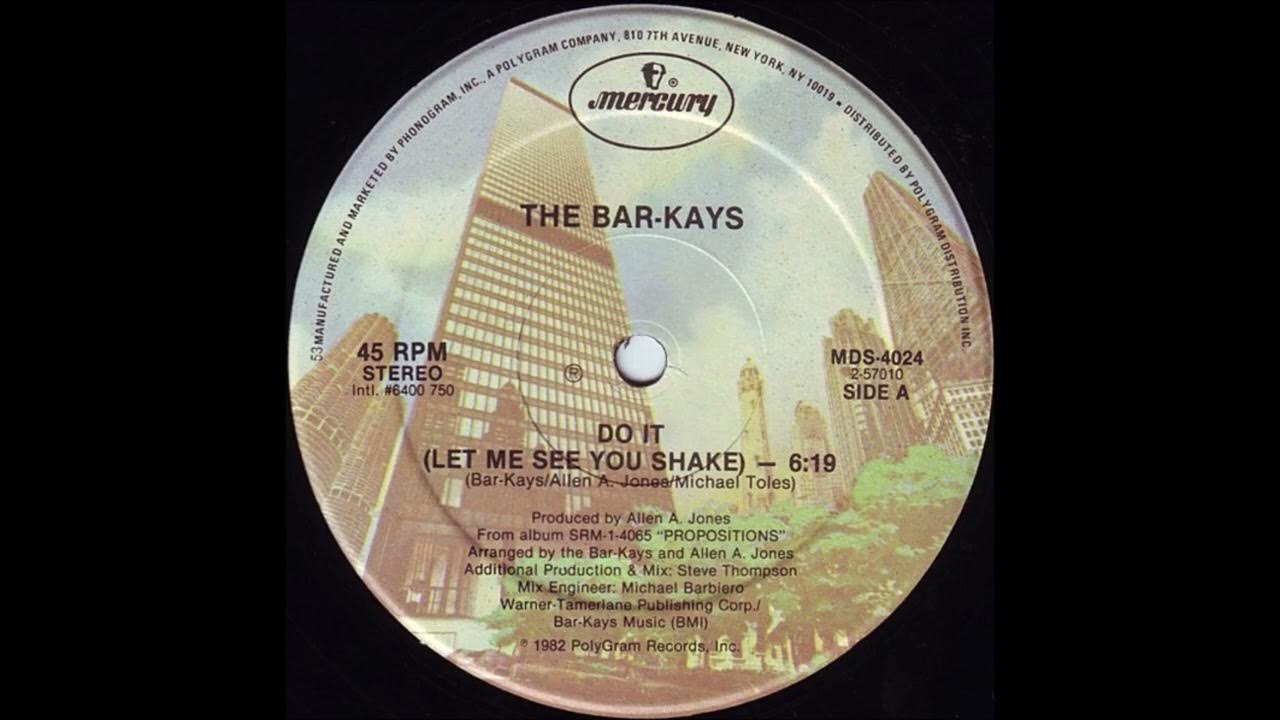 53 MANUFACTURED AND MARKETED BY PHONOGRAM, INC., A POLYGRAM COMPANY, 810 7TH AVENUE, NEW YORK, NY 10019 • DISTRIBUTED BY POLYGRAM DISTRIBUTION INC.
mercury ®
THE BAR-KAYS
45 RPM
STEREO
Intl. #6400 750
®
MDS-4024
2-57010
SIDE A
DO IT
(LET ME SEE YOU SHAKE) — 6:19
(Bar-Kays/Allen A. Jones/Michael Toles)
Produced by Allen A. Jones
From album SRM-1-4065 "PROPOSITIONS"
Arranged by the Bar-Kays and Allen A. Jones
Additional Production & Mix: Steve Thompson
Mix Engineer: Michael Barbiero
Warner-Tamerlane Publishing Corp./
Bar-Kays Music (BMI)
℗ 1982 PolyGram Records, Inc.